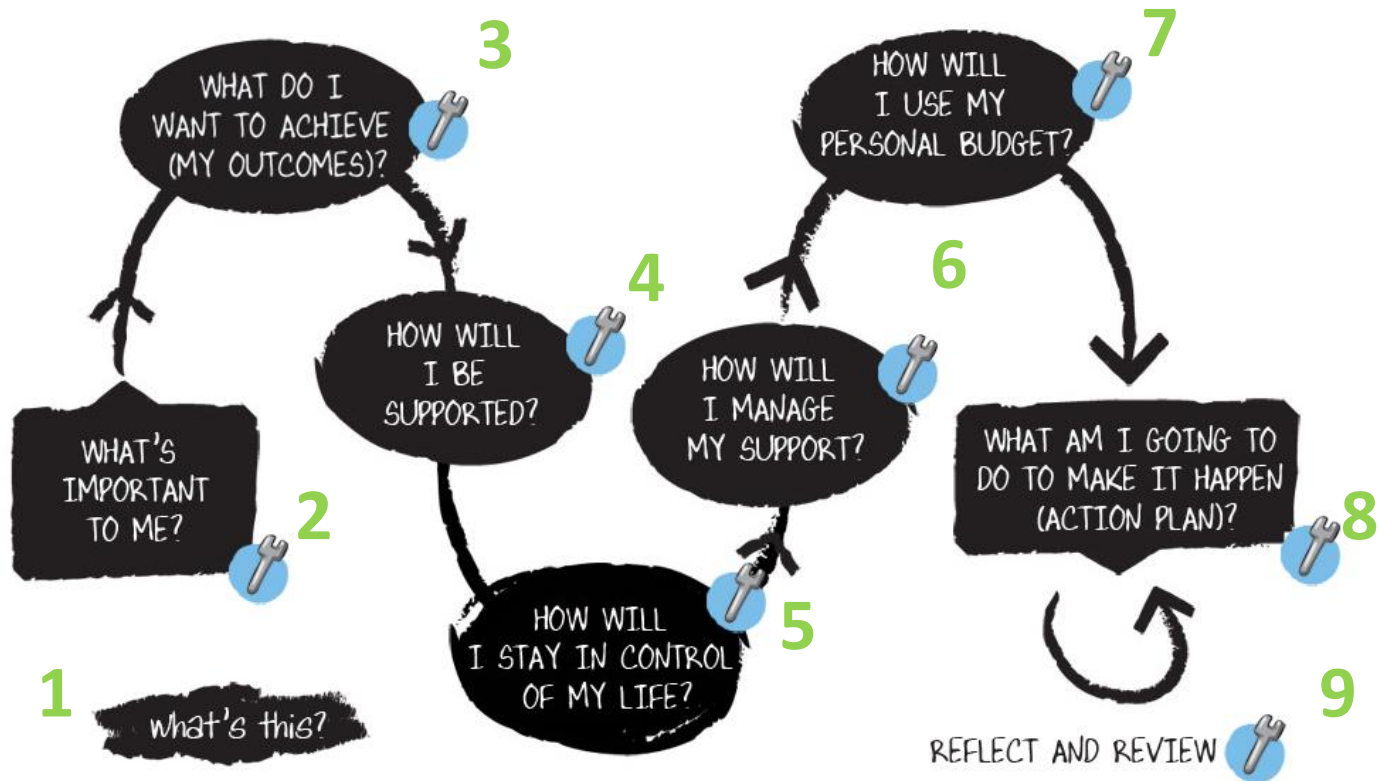 1
what's this?
2
WHAT'S
IMPORTANT
TO ME?
3
WHAT DO I
WANT TO ACHIEVE
(MY OUTCOMES)?
4
HOW WILL
I BE
SUPPORTED?
5
HOW WILL
I STAY IN CONTROL
OF MY LIFE?
6
HOW WILL
I MANAGE
MY SUPPORT?
7
HOW WILL
I USE MY
PERSONAL BUDGET?
8
WHAT AM I GOING TO
DO TO MAKE IT HAPPEN
(ACTION PLAN)?
9
REFLECT AND REVIEW